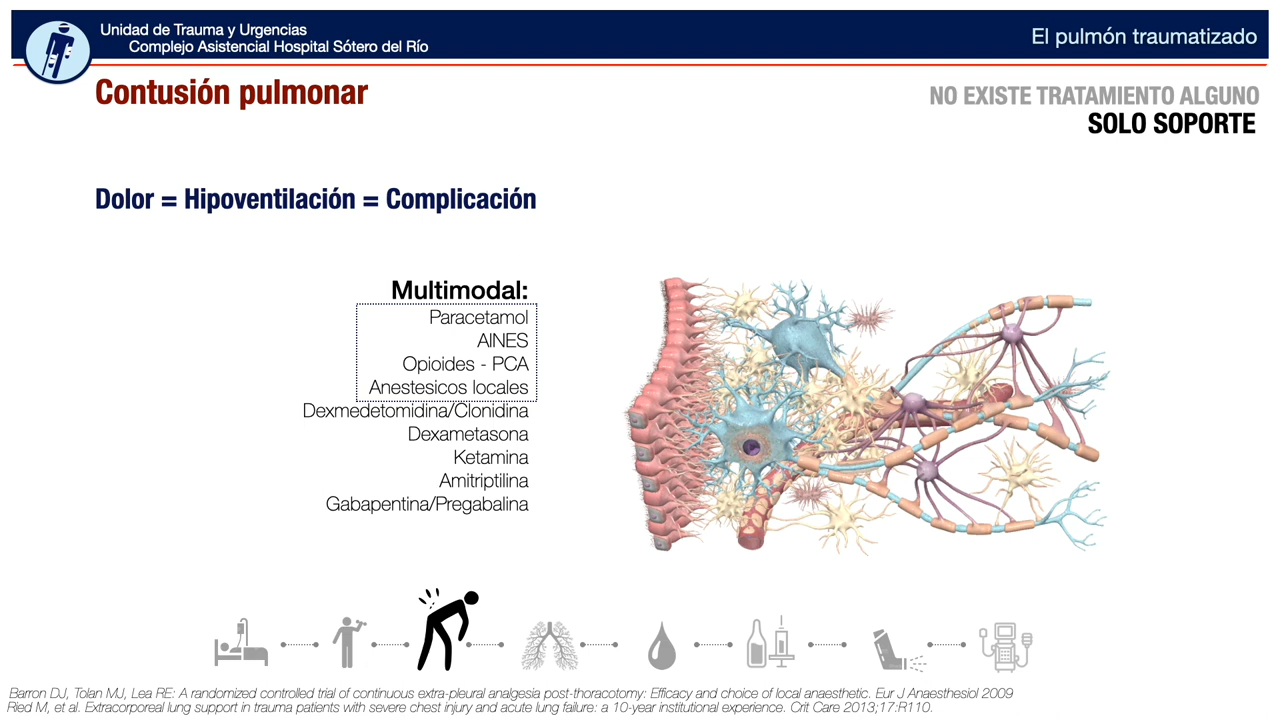 Unidad de Trauma y Urgencias
Complejo Asistencial Hospital Sótero del Río
El pulmón traumatizado
Contusión pulmonar
NO EXISTE TRATAMIENTO ALGUNO
SOLO SOPORTE
Dolor = Hipoventilación = Complicación
Multimodal:
Paracetamol
AINES
Opioides - PCA
Anestesicos locales
Dexmedetomidina/Clonidina
Dexametasona
Ketamina
Amitriptilina
Gabapentina/Pregabalina
Barron DJ, Tolan MJ, Lea RE: A randomized controlled trial of continuous extra-pleural analgesia post-thoracotomy: Efficacy and choice of local anaesthetic. Eur J Anaesthesiol 2009
Ried M, et al. Extracorporeal lung support in trauma patients with severe chest injury and acute lung failure: a 10-year institutional experience. Crit Care 2013;17:R110.